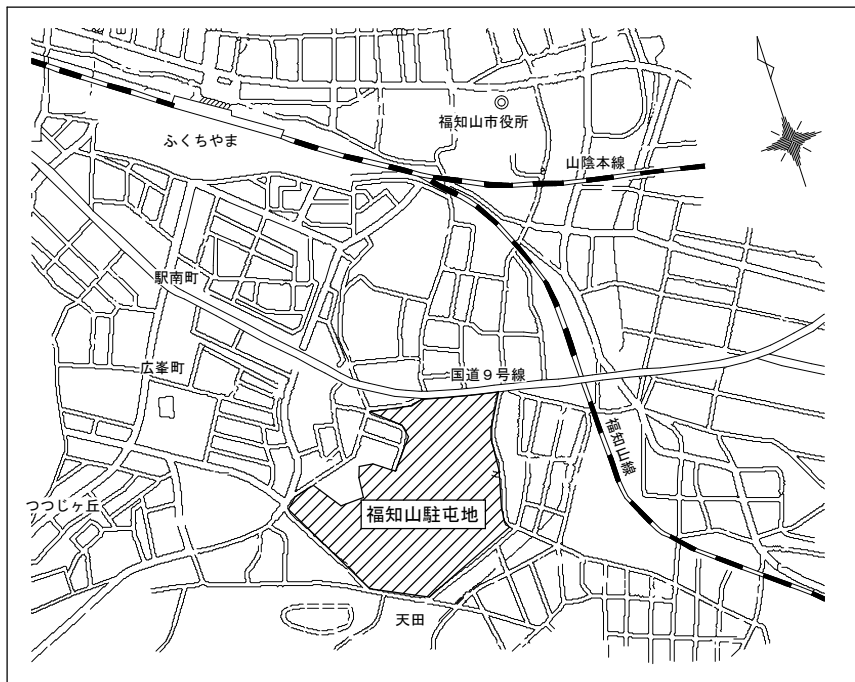 田
福知山市役所
ふくちやま
山陰本線
駅南町
広峯町
国道９号線
福知山線
つつじヶ丘
福知山駐屯地
天田